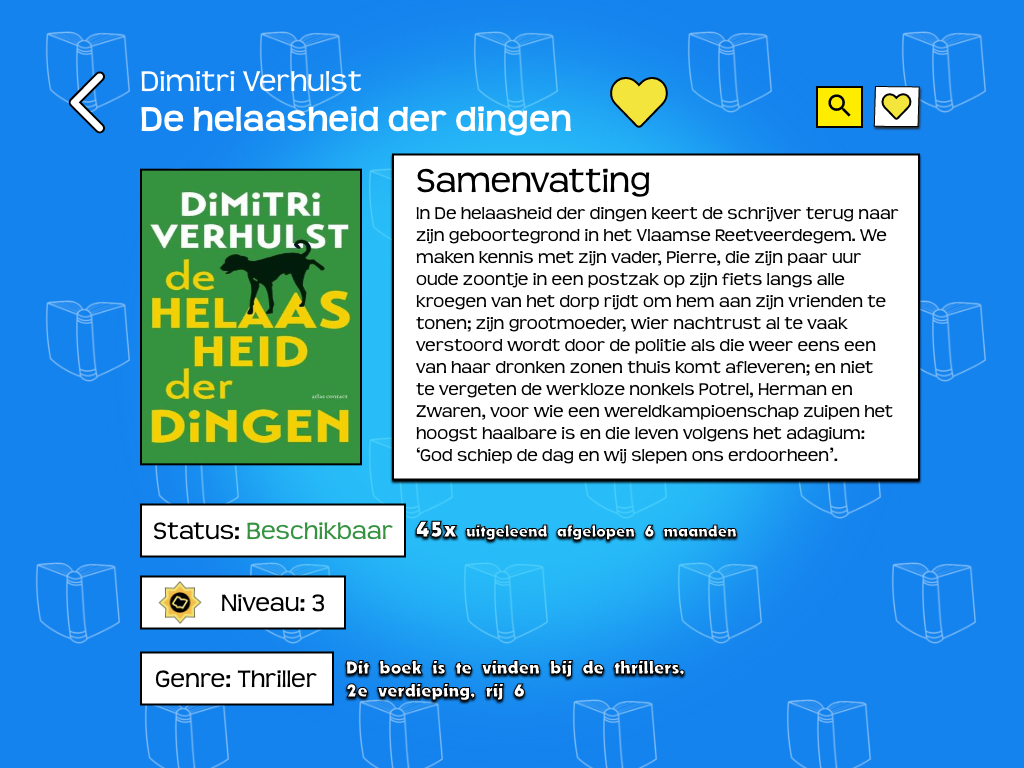 Dimitri Verhulst
De helaasheid der dingen
DiMiTRi
VERHULST
de
HELAAS
HEID
der
DiNGEN
atlas contact
Samenvatting
In De helaasheid der dingen keert de schrijver terug naar
zijn geboortegrond in het Vlaamse Reetveerdegem. We
maken kennis met zijn vader, Pierre, die zijn paar uur
oude zoontje in een postzak op zijn fiets langs alle
kroegen van het dorp rijdt om hem aan zijn vrienden te
tonen; zijn grootmoeder, wier nachtrust al te vaak
verstoord wordt door de politie als die weer eens een
van haar dronken zonen thuis komt afleveren; en niet
te vergeten de werkloze nonkels Potrel, Herman en
Zwaren, voor wie een wereldkampioenschap zuipen het
hoogst haalbare is en die leven volgens het adagium:
‘God schiep de dag en wij slepen ons erdoorheen’.
Status: Beschikbaar
45x uitgeleend afgelopen 6 maanden
Niveau: 3
Genre: Thriller
Dit boek is te vinden bij de thrillers,
2e verdieping, rij 6